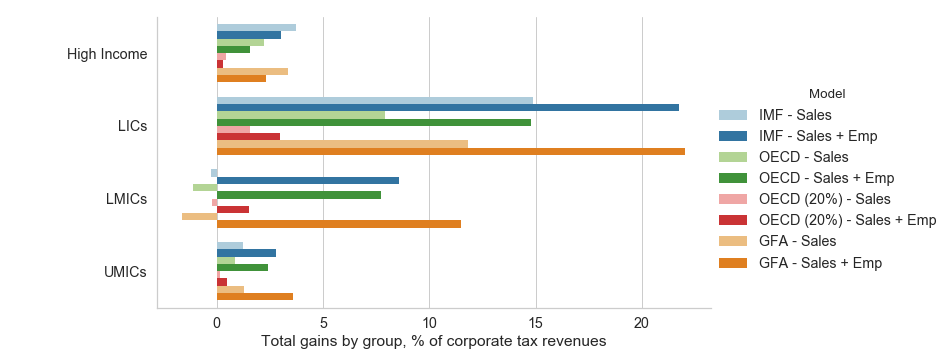 High Income
LICs
LMICs
UMICs
0 5 10 15 20
Total gains by group, % of corporate tax revenues
Model
IMF - Sales
IMF - Sales + Emp
OECD - Sales
OECD - Sales + Emp
OECD (20%) - Sales
OECD (20%) - Sales + Emp
GFA - Sales
GFA - Sales + Emp